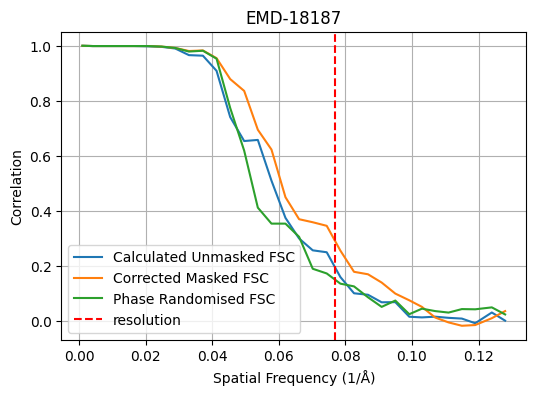 EMD-18187
1.0
0.8
0.6
0.4
0.2
0.0
Correlation
Calculated Unmasked FSC
Corrected Masked FSC
Phase Randomised FSC
resolution
0.00 0.02 0.04 0.06 0.08 0.10 0.12
Spatial Frequency (1/Å)